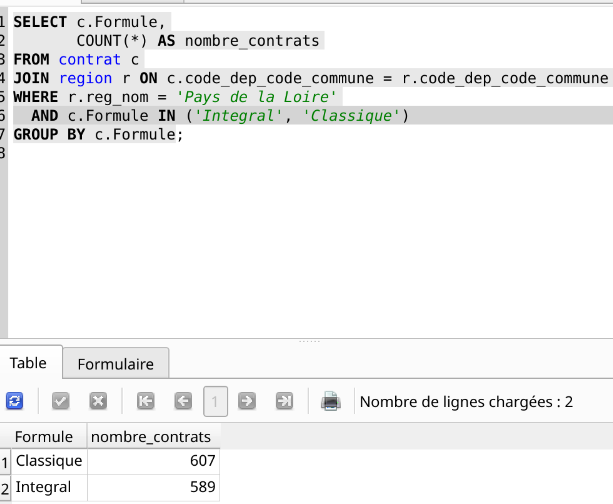 1 SELECT c.Formule,
2 COUNT(*) AS nombre_contrats
3 FROM contrat c
4 JOIN region r ON c.code_dep_code_commune = r.code_dep_code_commune
5 WHERE r.reg_nom = 'Pays de la Loire'
6 AND c.Formule IN ('Integral', 'Classique')
7 GROUP BY c.Formule;
8
Table Formulaire
1 Nombre de lignes chargées : 2
Formule nombre_contrats
1 Classique 607
2 Integral 589